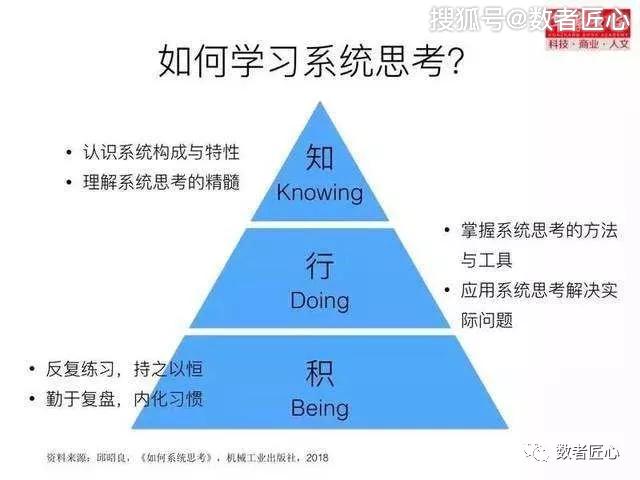 搜狐号@数者匠心
科技·商业·人文
如何学习系统思考?
• 认识系统构成与特性
• 理解系统思考的精髓
知
Knowing
• 掌握系统思考的方法
与工具
• 应用系统思考解决实
际问题
行
Doing
• 反复练习，持之以恒
• 勤于复盘，内化习惯
积
Being
资料来源：邱昭良，《如何系统思考》，机械工业出版社，2018
数者匠心